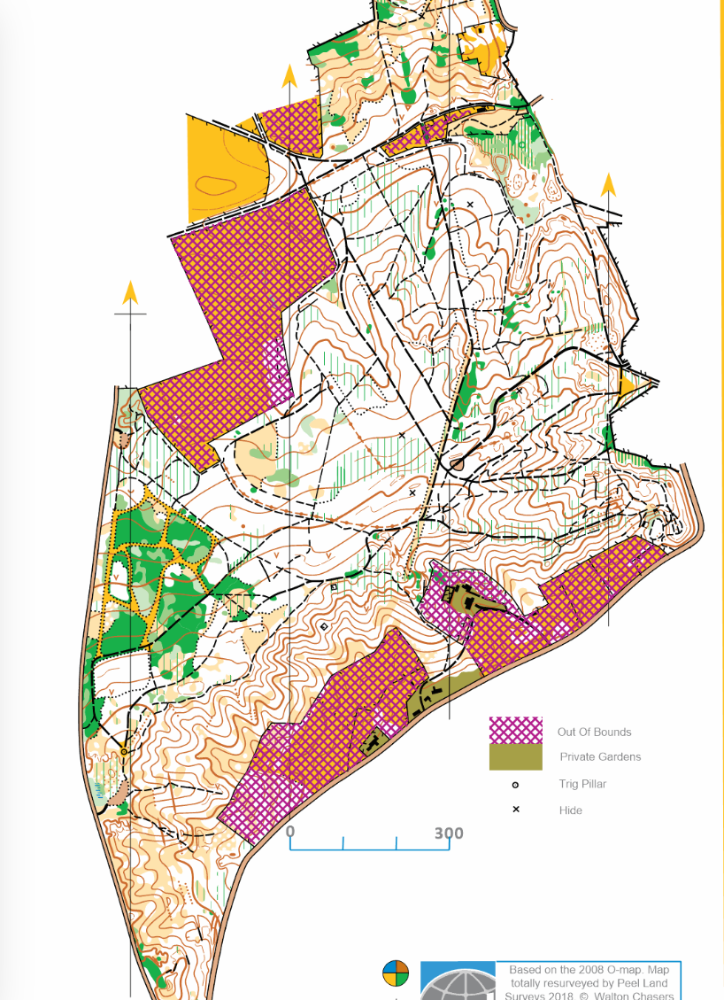 Out Of Bounds
Private Gardens
Trig Pillar
Hide
0 300
Based on the 2008 O-map. Map
totally resurveyed by Peel Land
Surveys 2018 © Walton Chasers